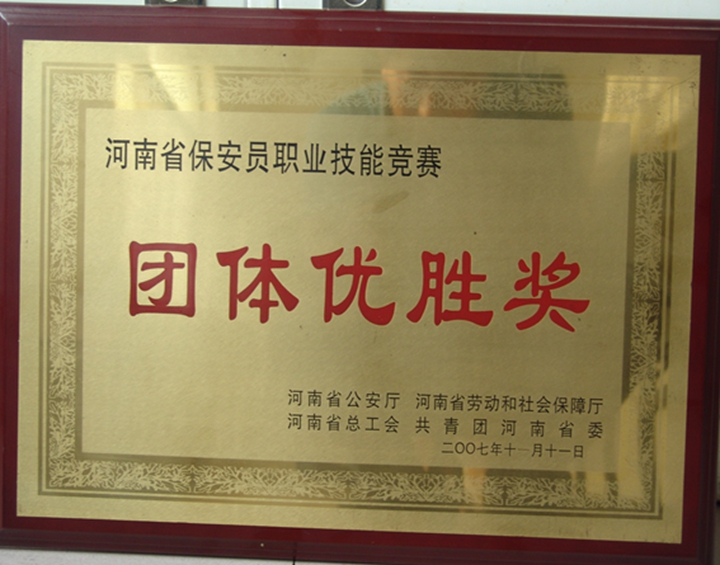 河南省保安员职业技能竞赛
团体优胜奖
河南省公安厅 河南省劳动和社会保障厅
河南省总工会 共青团河南省委
二〇〇七年十一月十一日